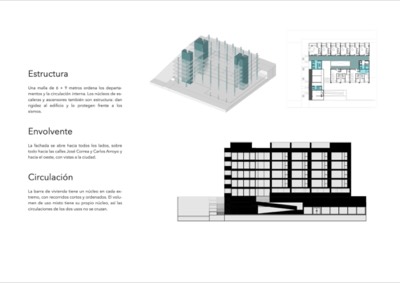 Estructura
Una malla de 6 × 9 metros ordena los departa-
mentos y la circulación interna. Los núcleos de es-
caleras y ascensores también son estructura: dan
rigidez al edificio y lo protegen frente a los
sismos.
Envolvente
La fachada se abre hacia todos los lados, sobre
todo hacia las calles José Correa y Carlos Arroyo y
hacia el oeste, con vistas a la ciudad.
Circulación
La barra de vivienda tiene un núcleo en cada ex-
tremo, con recorridos cortos y ordenados. El volu-
men de uso mixto tiene su propio núcleo, así las
circulaciones de los dos usos no se cruzan.